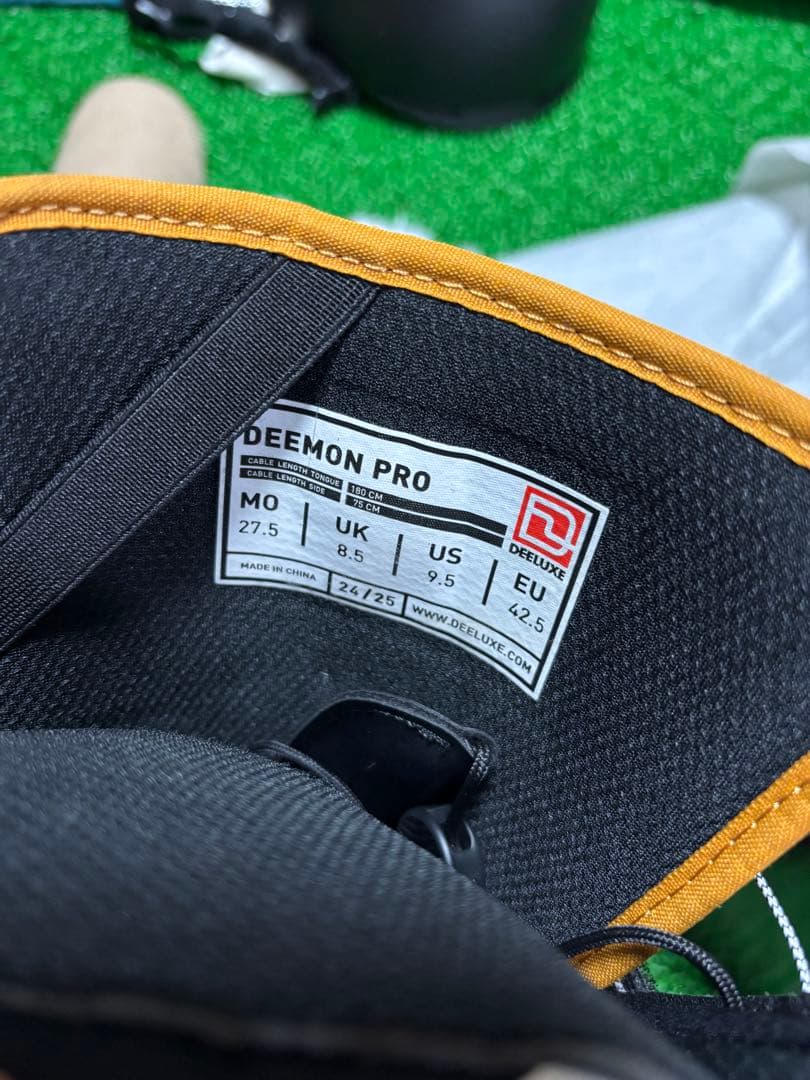 DEEMON PRO
CABLE LENGTH TONGUE 180 CM
CABLE LENGTH SIDE 75 CM
DEELUXE
MO UK US EU
27.5 8.5 9.5 42.5
MADE IN CHINA 24/25 WWW.DEELUXE.COM